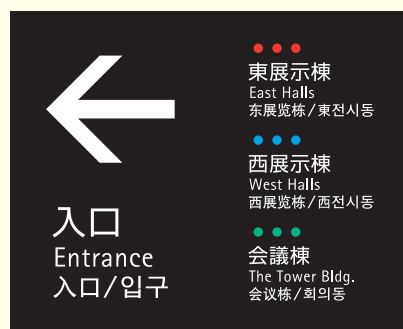 入口
Entrance
入口/입구
東展示棟
East Halls
东展览栋/東전시동
西展示棟
West Halls
西展览栋/西전시동
会議棟
The Tower Bldg.
会议栋/회의동